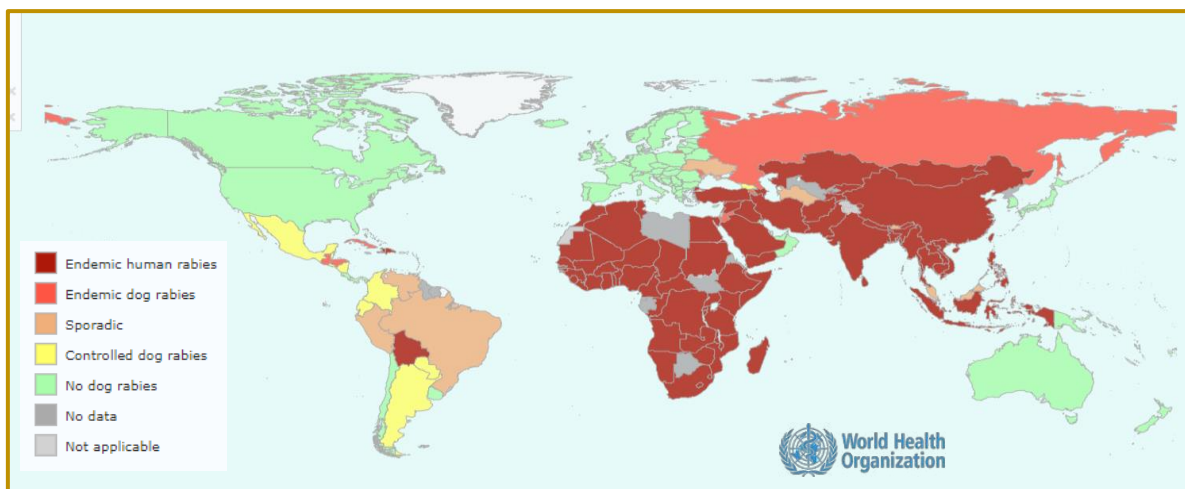 Endemic human rabies
Endemic dog rabies
Sporadic
Controlled dog rabies
No dog rabies
No data
Not applicable
World Health
Organization